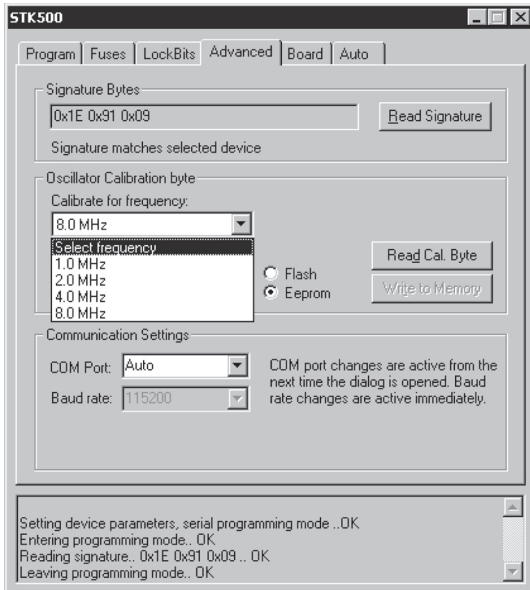 STK500
Program Fuses LockBits Advanced Board Auto
Signature Bytes
0x1E 0x91 0x09
Read Signature
Signature matches selected device
Oscillator Calibration byte
Calibrate for frequency:
8.0 MHz
Select frequency
1.0 MHz
2.0 MHz
4.0 MHz
8.0 MHz
Flash
Eeprom
Read Cal. Byte
Write to Memory
Communication Settings
COM Port: Auto
Baud rate: 115200
COM port changes are active from the
next time the dialog is opened. Baud
rate changes are active immediately.
Setting device parameters, serial programming mode ..OK
Entering programming mode.. OK
Reading signature.. 0x1E 0x91 0x09 .. OK
Leaving programming mode.. OK